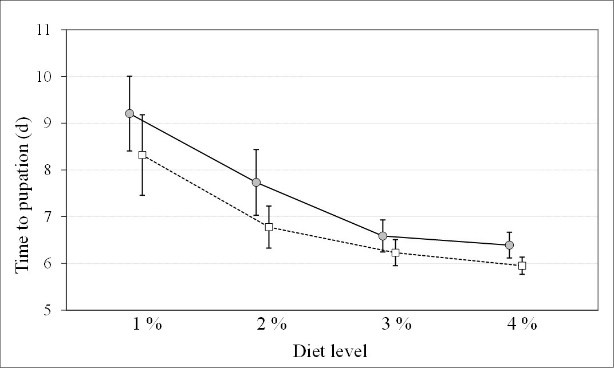 11
10
9
8
7
6
5
Time to pupation (d)
1 % 2 % 3 % 4 %
Diet level